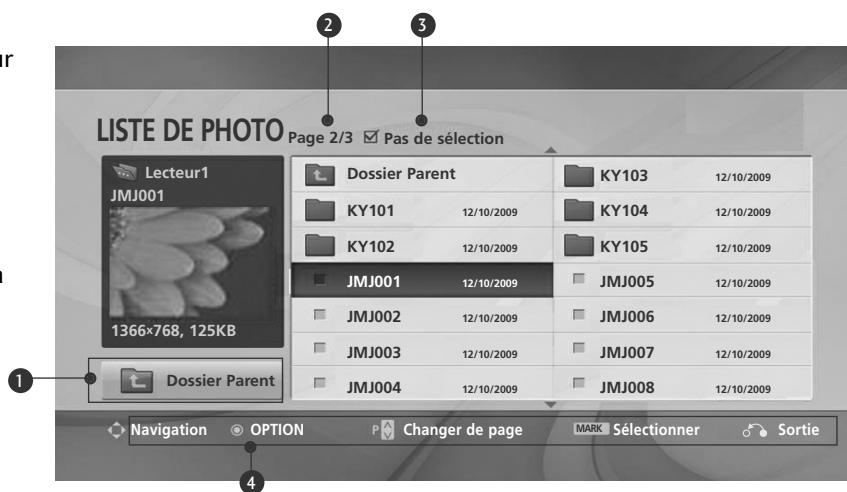 2 3
ur
LISTE DE PHOTO Page 2/3 Pas de sélection
Lecteur1
JMJ001
1366×768, 125KB
Dossier Parent
KY101 12/10/2009
KY102 12/10/2009
JMJ001 12/10/2009
JMJ002 12/10/2009
JMJ003 12/10/2009
JMJ004 12/10/2009
KY103 12/10/2009
KY104 12/10/2009
KY105 12/10/2009
JMJ005 12/10/2009
JMJ006 12/10/2009
JMJ007 12/10/2009
JMJ008 12/10/2009
1 Dossier Parent
Navigation OPTION P Changer de page MARK Sélectionner Sortie
4